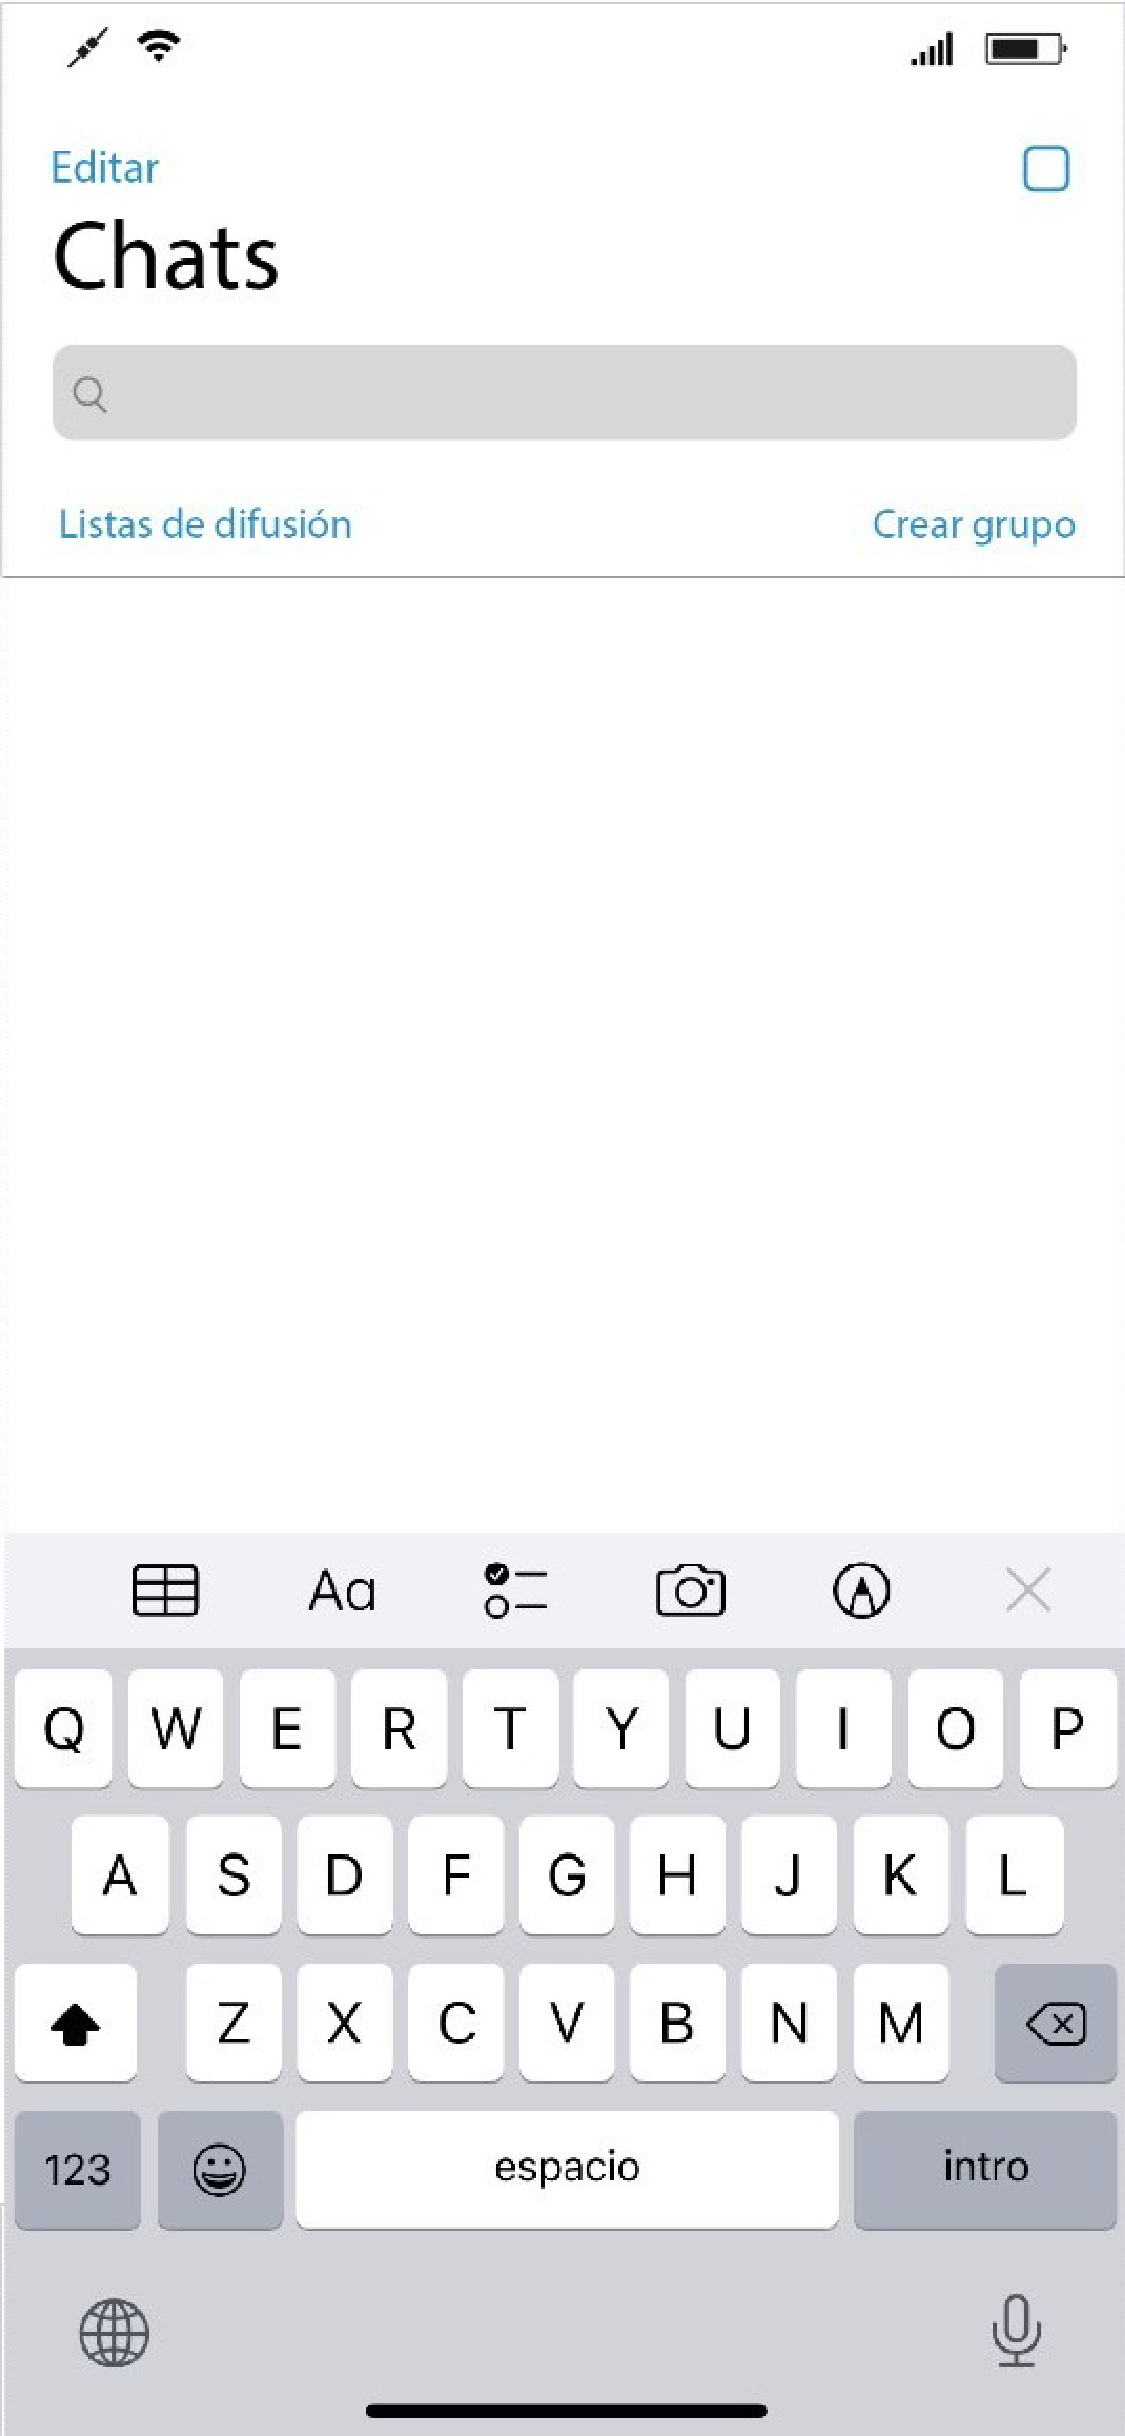 Editar
Chats
Listas de difusión Crear grupo
Aa
Q W E R T Y U I O P
A S D F G H J K L
Z X C V B N M
123 espacio intro